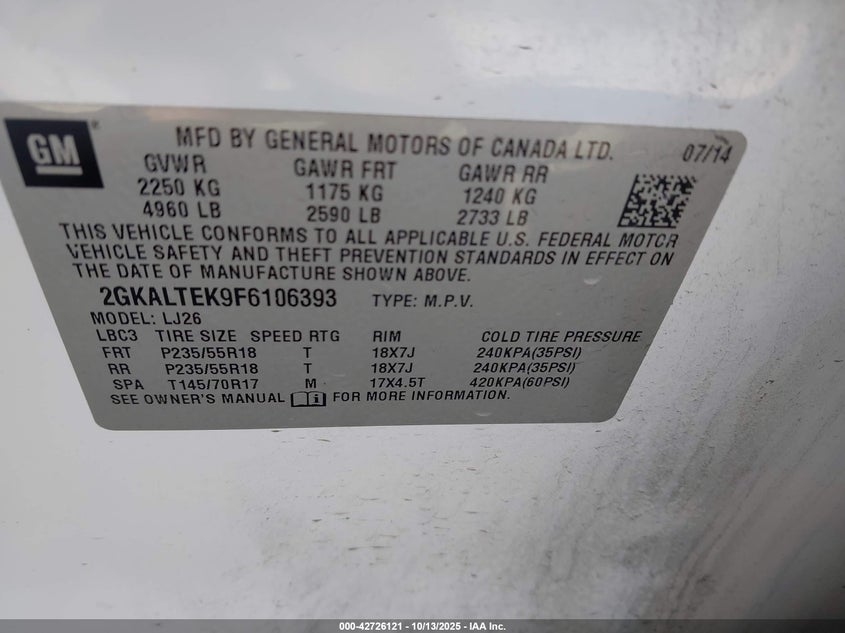 GM
MFD BY GENERAL MOTORS OF CANADA LTD. 07/14
GVWR GAWR FRT GAWR RR
2250 KG 1175 KG 1240 KG
4960 LB 2590 LB 2733 LB
THIS VEHICLE CONFORMS TO ALL APPLICABLE U.S. FEDERAL MOTOR
VEHICLE SAFETY AND THEFT PREVENTION STANDARDS IN EFFECT ON
THE DATE OF MANUFACTURE SHOWN ABOVE.
2GKALTEK9F6106393 TYPE: M.P.V.
MODEL: LJ26
LBC3 TIRE SIZE SPEED RTG RIM COLD TIRE PRESSURE
FRT P235/55R18 T 18X7J 240KPA(35PSI)
RR P235/55R18 T 18X7J 240KPA(35PSI)
SPA T145/70R17 M 17X4.5T 420KPA(60PSI)
SEE OWNER'S MANUAL FOR MORE INFORMATION.
000-42726121 - 10/13/2025 - IAA Inc.